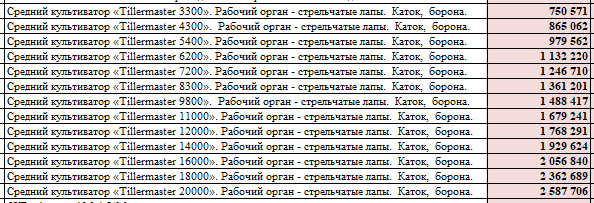 Средний культиватор «Tillermaster 3300». Рабочий орган - стрельчатые лапы. Каток, борона. 750 571
Средний культиватор «Tillermaster 4300». Рабочий орган - стрельчатые лапы. Каток, борона. 865 062
Средний культиватор «Tillermaster 5400». Рабочий орган - стрельчатые лапы. Каток, борона. 979 562
Средний культиватор «Tillermaster 6200». Рабочий орган - стрельчатые лапы. Каток, борона. 1 132 220
Средний культиватор «Tillermaster 7200». Рабочий орган - стрельчатые лапы. Каток, борона. 1 246 710
Средний культиватор «Tillermaster 8300». Рабочий орган - стрельчатые лапы. Каток, борона. 1 361 201
Средний культиватор «Tillermaster 9800». Рабочий орган - стрельчатые лапы. Каток, борона. 1 488 417
Средний культиватор «Tillermaster 11000». Рабочий орган - стрельчатые лапы. Каток, борона. 1 679 241
Средний культиватор «Tillermaster 12000». Рабочий орган - стрельчатые лапы. Каток, борона. 1 768 291
Средний культиватор «Tillermaster 14000». Рабочий орган - стрельчатые лапы. Каток, борона. 1 929 624
Средний культиватор «Tillermaster 16000». Рабочий орган - стрельчатые лапы. Каток, борона. 2 056 840
Средний культиватор «Tillermaster 18000». Рабочий орган - стрельчатые лапы. Каток, борона. 2 362 689
Средний культиватор «Tillermaster 20000». Рабочий орган - стрельчатые лапы. Каток, борона. 2 587 706